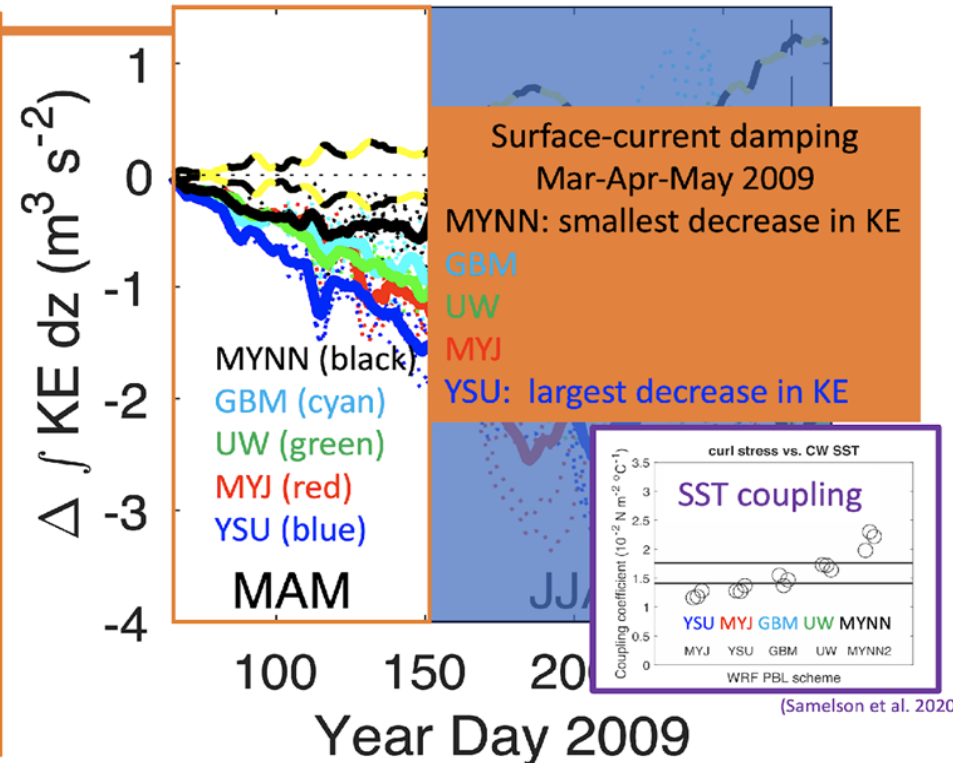 Δ ∫ KE dz (m³ s⁻²)
1
0
-1
-2
-3
-4
MYNN (black)
GBM (cyan)
UW (green)
MYJ (red)
YSU (blue)
MAM
100
150
Year Day 2009
Surface-current damping
Mar-Apr-May 2009
MYNN: smallest decrease in KE
GBM
UW
MYJ
YSU: largest decrease in KE
curl stress vs. CW SST
SST coupling
Coupling coefficient (10⁻² N m⁻² °C⁻¹)
3.5
3
2.5
2
1.5
1
0.5
0
YSU MYJ GBM UW MYNN
MYJ YSU GBM UW MYNN2
WRF PBL scheme
(Samelson et al. 2020